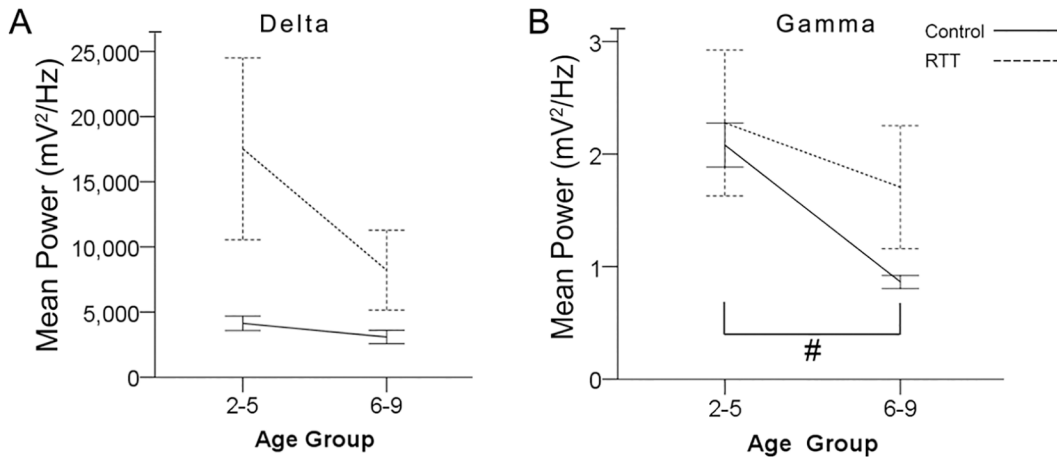 A
Delta
Mean Power (mV²/Hz)
25,000
20,000
15,000
10,000
5,000
0
2-5
6-9
Age Group
B
Gamma
Control
RTT
Mean Power (mV²/Hz)
3
2
1
0
#
2-5
6-9
Age Group